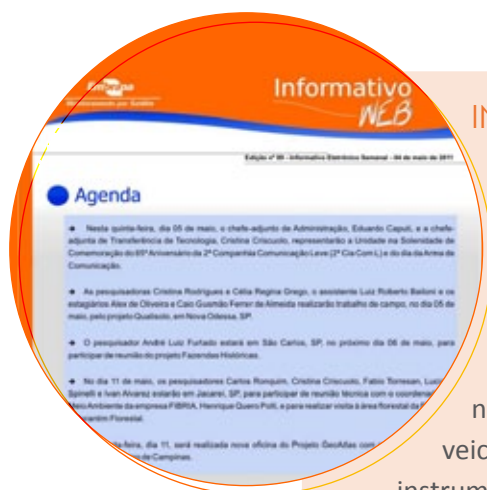 Embrapa
Monitoramento por Satélite
Informativo
WEB
Edição nº 09 - Informativo Eletrônico Semanal - 04 de maio de 2011
Agenda
Nesta quinta-feira, dia 05 de maio, o chefe-adjunto de Administração, Eduardo Caputi, e a chefe-
adjunta de Transferência de Tecnologia, Cristina Criscuolo, representarão a Unidade na Solenidade de
Comemoração do 65º Aniversário da 2ª Companhia Comunicação Leve (2ª Cia Com L) e do dia da Arma de
Comunicação.
As pesquisadoras Cristina Rodrigues e Célia Regina Grego, o assistente Luiz Roberto Bailoni e os
estagiários Alex de Oliveira e Caio Gusmão Ferrer de Almeida realizarão trabalho de campo, no dia 05 de
maio, pelo projeto Qualisolo, em Nova Odessa, SP.
O pesquisador André Luiz Furtado estará em São Carlos, SP, no próximo dia 06 de maio, para
participar de reunião do projeto Fazendas Históricas.
No dia 11 de maio, os pesquisadores Carlos Ronquim, Cristina Criscuolo, Fabio Torresan,
Spinelli e Ivan Alvarez estarão em Jacareí, SP, para participar de reunião técnica com o
Meio Ambiente da empresa FIBRIA, Henrique Quero Polli, e para realizar visita à área florestal da
Florestal.
feira, dia 11, será realizada nova oficina do Projeto GeoAtlas com
de Campinas.
IN
n
veic
instrum